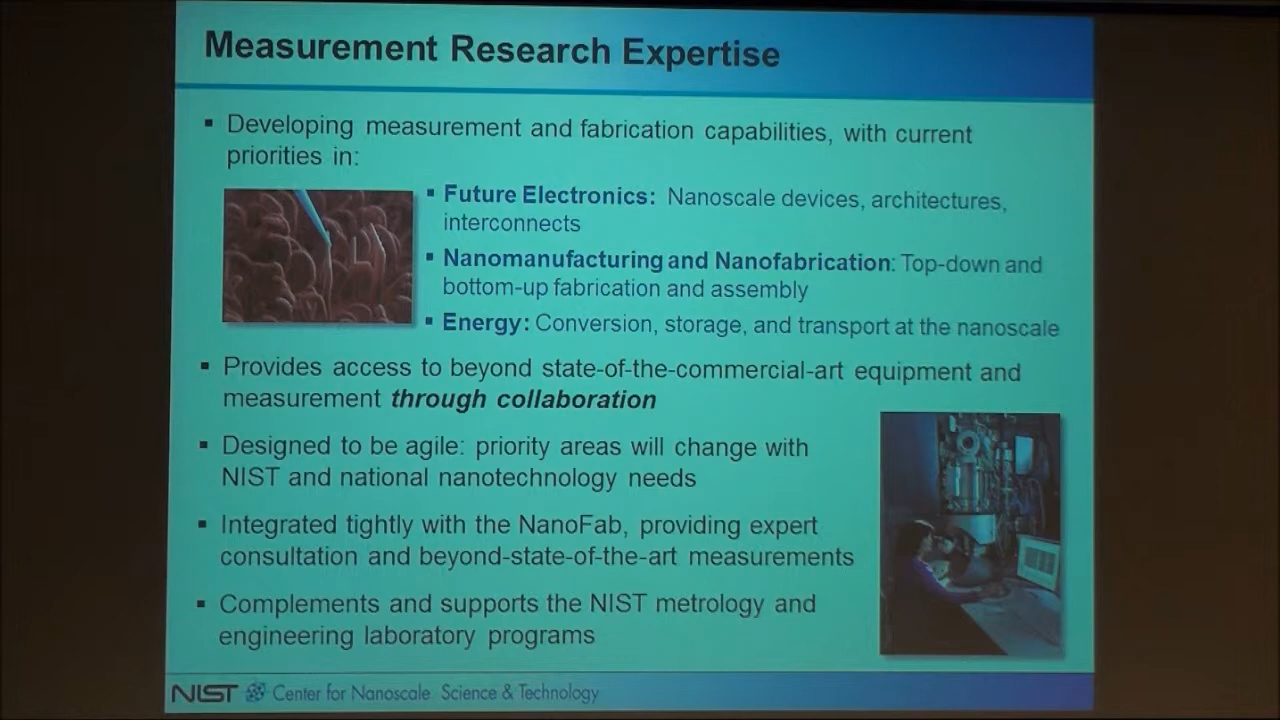 Measurement Research Expertise
▪ Developing measurement and fabrication capabilities, with current
priorities in:
▪ Future Electronics: Nanoscale devices, architectures,
interconnects
▪ Nanomanufacturing and Nanofabrication: Top-down and
bottom-up fabrication and assembly
▪ Energy: Conversion, storage, and transport at the nanoscale
▪ Provides access to beyond state-of-the-commercial-art equipment and
measurement through collaboration
▪ Designed to be agile: priority areas will change with
NIST and national nanotechnology needs
▪ Integrated tightly with the NanoFab, providing expert
consultation and beyond-state-of-the-art measurements
▪ Complements and supports the NIST metrology and
engineering laboratory programs
NIST Center for Nanoscale Science & Technology